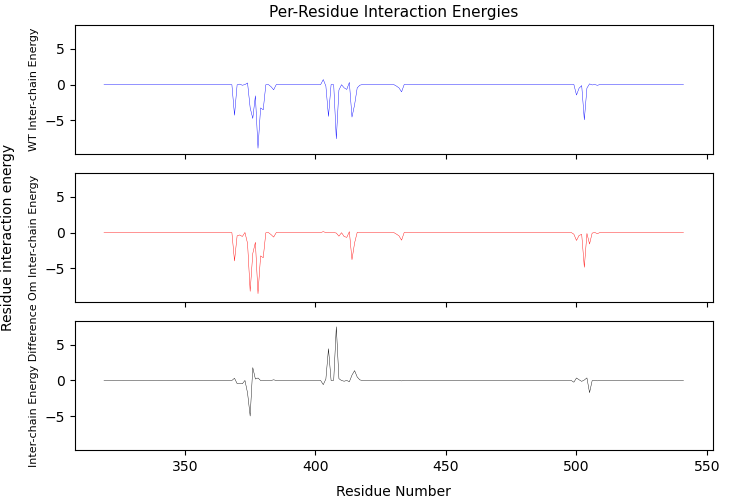 Per-Residue Interaction Energies
Residue interaction energy
WT Inter-chain Energy
5
0
−5
Om Inter-chain Energy
5
0
−5
Inter-chain Energy Difference
5
0
−5
350
400
450
500
550
Residue Number